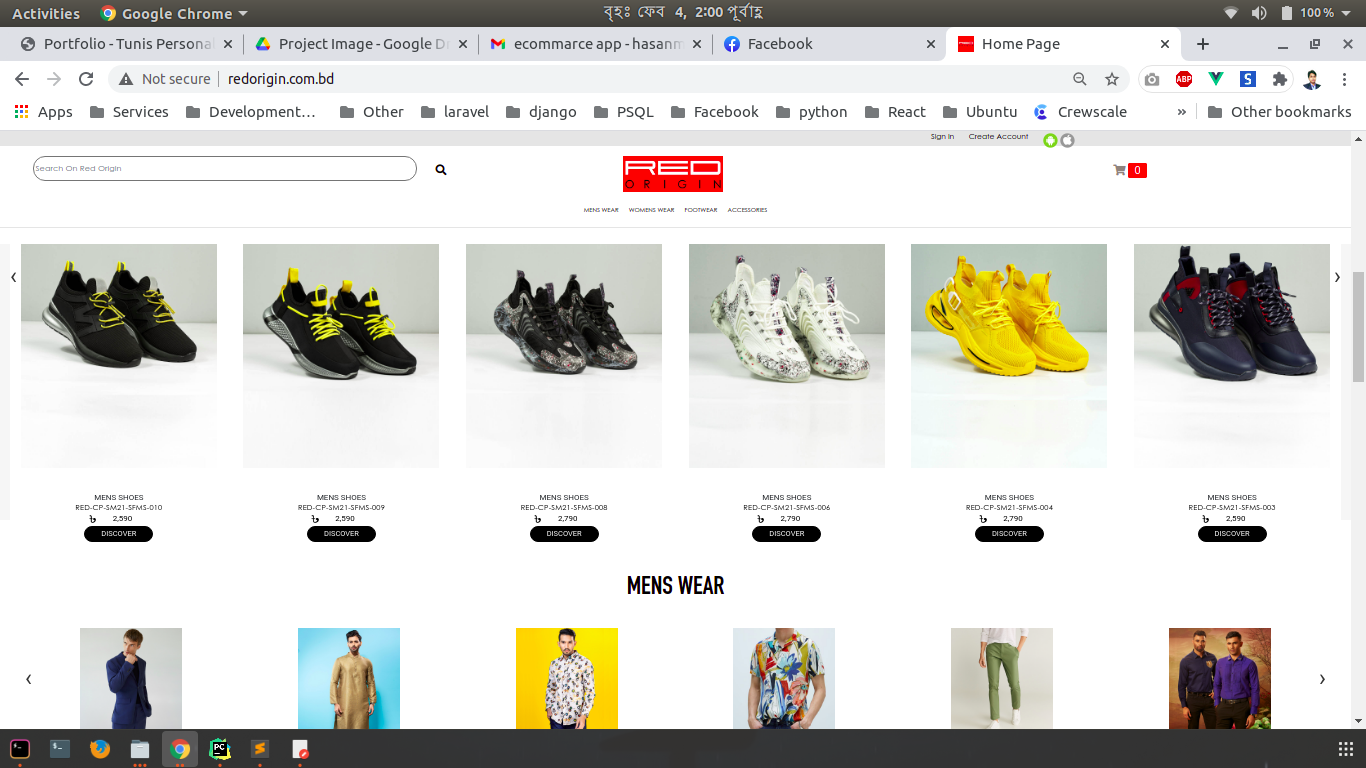 Activities Google Chrome বৃহঃ ফেব 4, 2:00 পূর্বাহ্ণ 100 %
Portfolio - Tunis Personal Project Image - Google D ecommarce app - hasanm Facebook Home Page
Not secure redorigin.com.bd ABP S
Apps Services Development… Other laravel django PSQL Facebook python React Ubuntu Crewscale » Other bookmarks
Sign in Create Account
Search On Red Origin
RED
ORIGIN
0
MENS WEAR WOMENS WEAR FOOTWEAR ACCESSORIES
‹ ›
MENS SHOES MENS SHOES MENS SHOES MENS SHOES MENS SHOES MENS SHOES
RED-CP-SM21-SFMS-010 RED-CP-SM21-SFMS-009 RED-CP-SM21-SFMS-008 RED-CP-SM21-SFMS-006 RED-CP-SM21-SFMS-004 RED-CP-SM21-SFMS-003
৳ 2,590 ৳ 2,590 ৳ 2,790 ৳ 2,790 ৳ 2,790 ৳ 2,590
DISCOVER DISCOVER DISCOVER DISCOVER DISCOVER DISCOVER
MENS WEAR
‹ ›
PC S